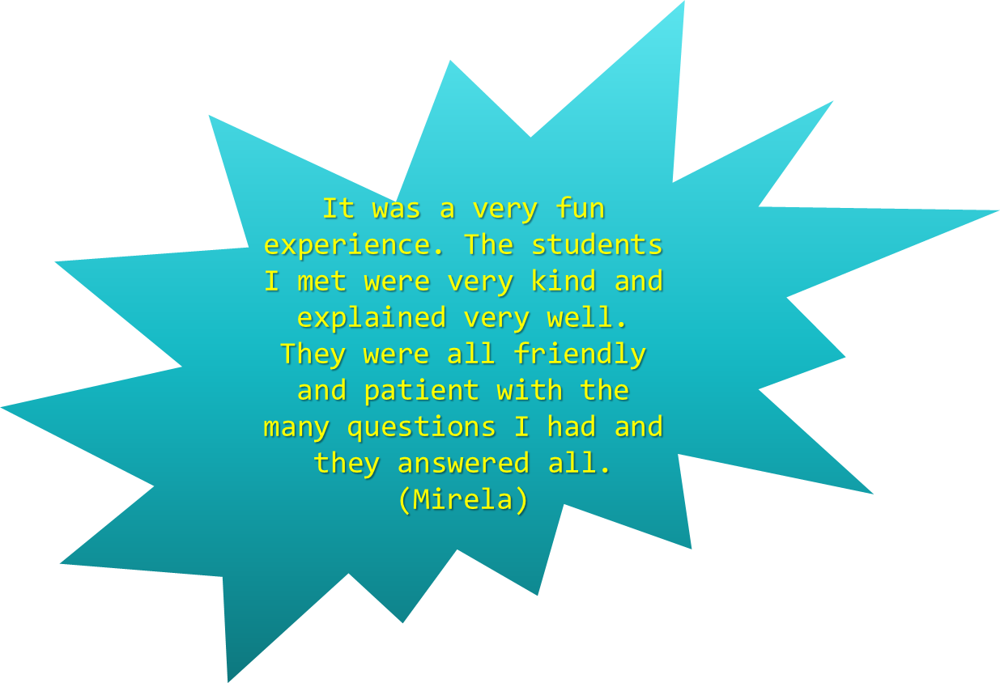 It was a very fun
experience. The students
I met were very kind and
explained very well.
They were all friendly
and patient with the
many questions I had and
they answered all.
(Mirela)